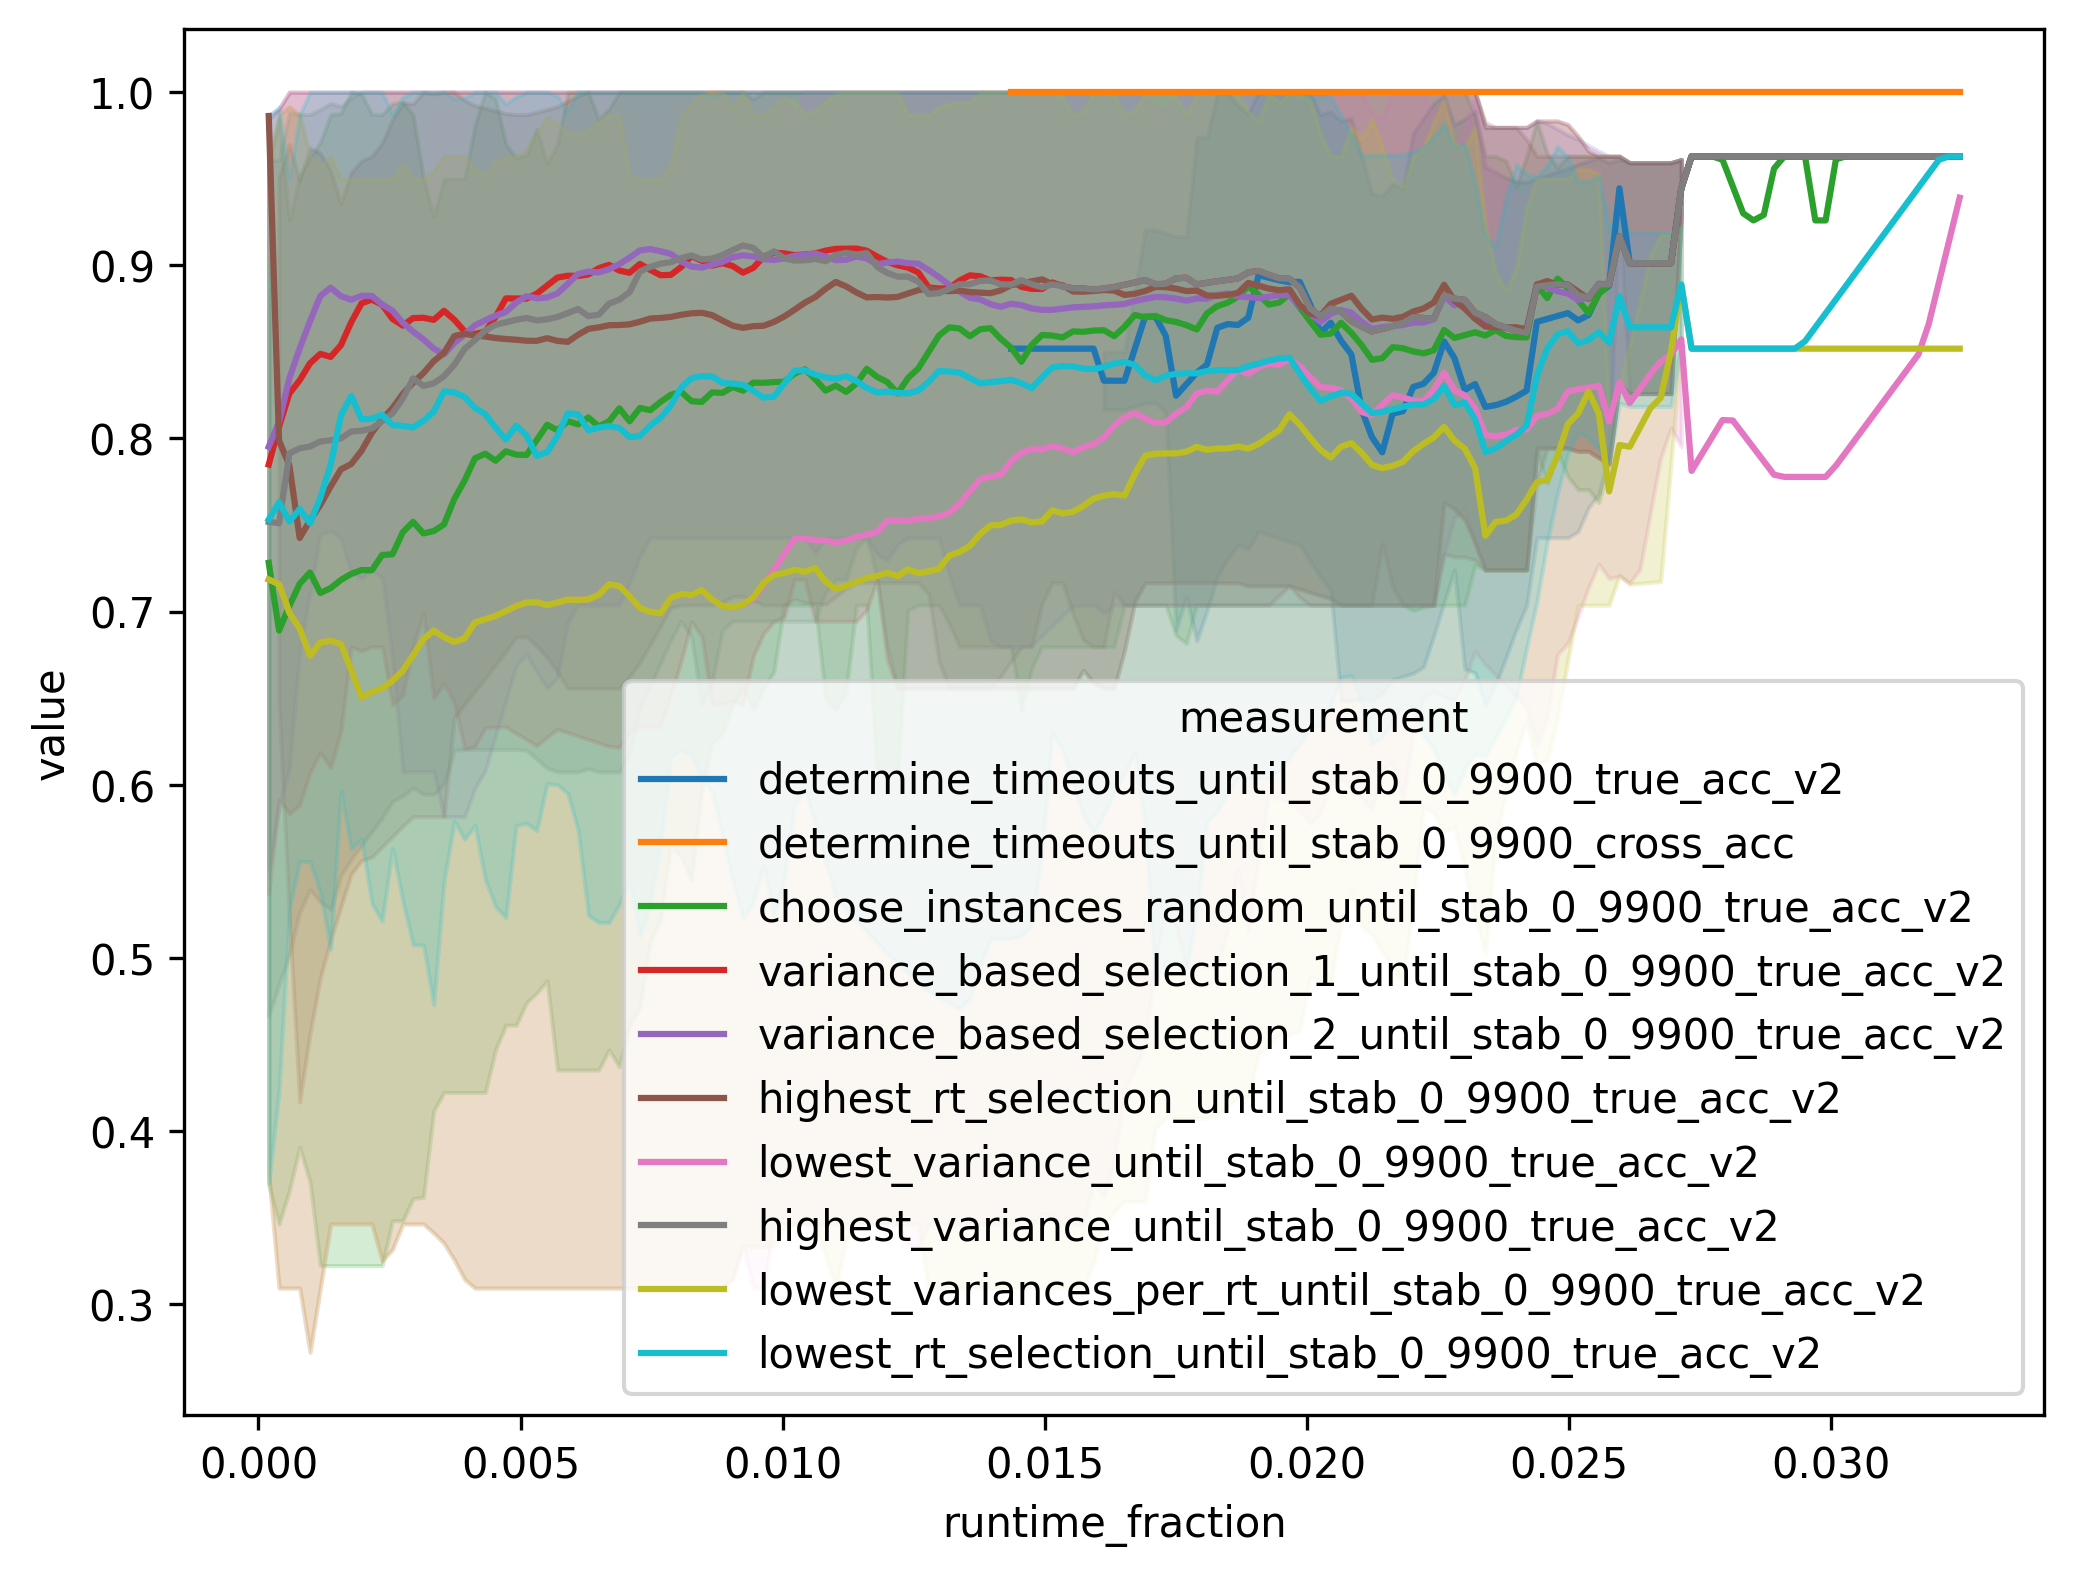 1.0
0.9
0.8
0.7
0.6
0.5
0.4
0.3
value
measurement
determine_timeouts_until_stab_0_9900_true_acc_v2
determine_timeouts_until_stab_0_9900_cross_acc
choose_instances_random_until_stab_0_9900_true_acc_v2
variance_based_selection_1_until_stab_0_9900_true_acc_v2
variance_based_selection_2_until_stab_0_9900_true_acc_v2
highest_rt_selection_until_stab_0_9900_true_acc_v2
lowest_variance_until_stab_0_9900_true_acc_v2
highest_variance_until_stab_0_9900_true_acc_v2
lowest_variances_per_rt_until_stab_0_9900_true_acc_v2
lowest_rt_selection_until_stab_0_9900_true_acc_v2
0.000 0.005 0.010 0.015 0.020 0.025 0.030
runtime_fraction